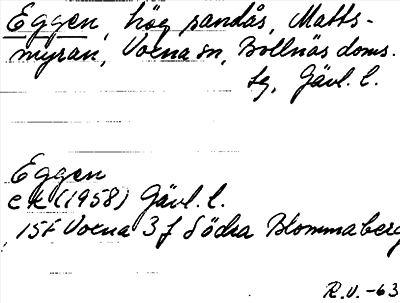 Eggen, hög sandås, Matts-
myran, Voxna sn, Bollnäs doms.
sg, Gävl. l.
Eggen
ek (1958) Gävl. l.
15F Voxna 3 f Södra Blommaberg
R.V. -63